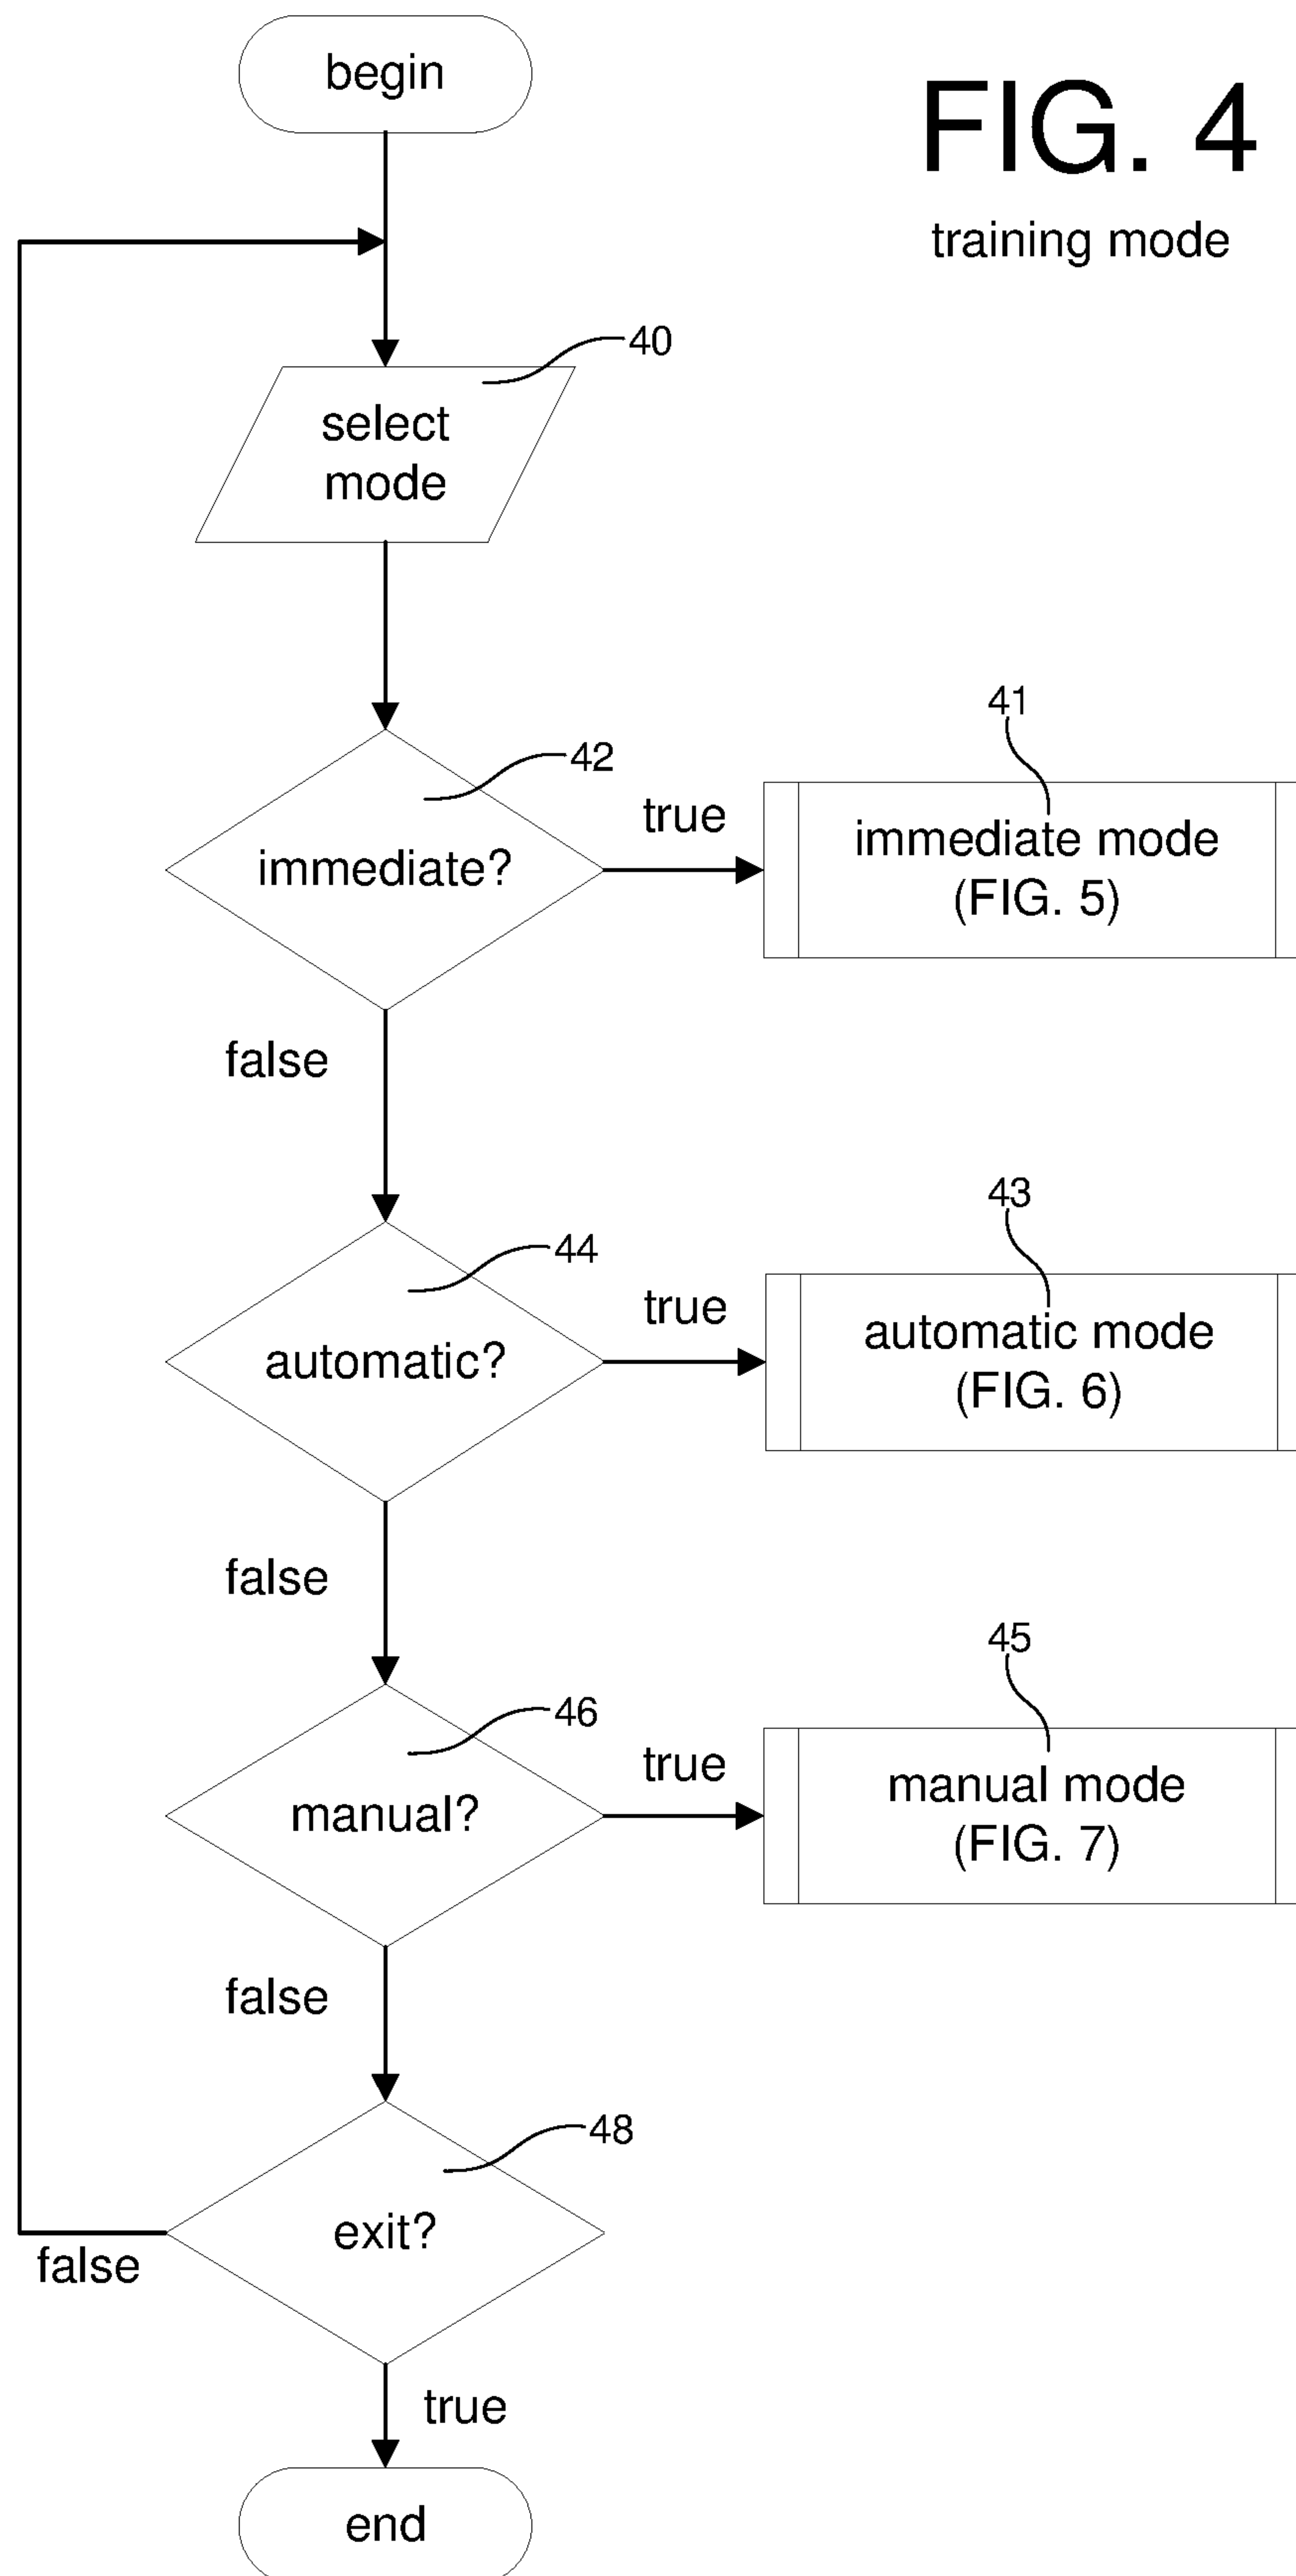 begin
FIG. 4
training mode
40
select
mode
41
42
true
immediate?
immediate mode
(FIG. 5)
false
43
44
true
automatic?
automatic mode
(FIG. 6)
false
45
46
true
manual?
manual mode
(FIG. 7)
false
48
exit?
false
true
end